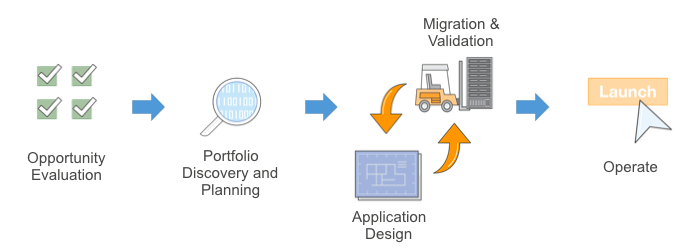 Opportunity
Evaluation
Portfolio
Discovery and
Planning
Migration &
Validation
Application
Design
Launch
Operate